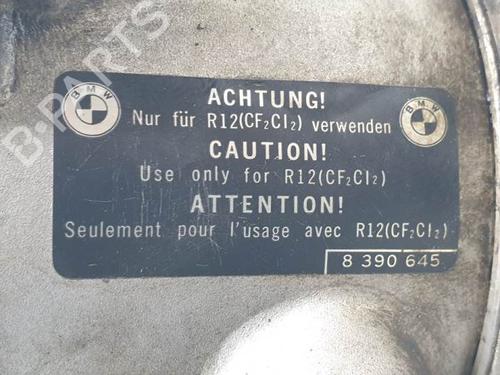 B-PARTS
BMW
BMW
ACHTUNG!
Nur für R12(CF₂Cl₂) verwenden
CAUTION!
Use only for R12(CF₂Cl₂)
ATTENTION!
Seulement pour l'usage avec R12(CF₂Cl₂)
8 390 645